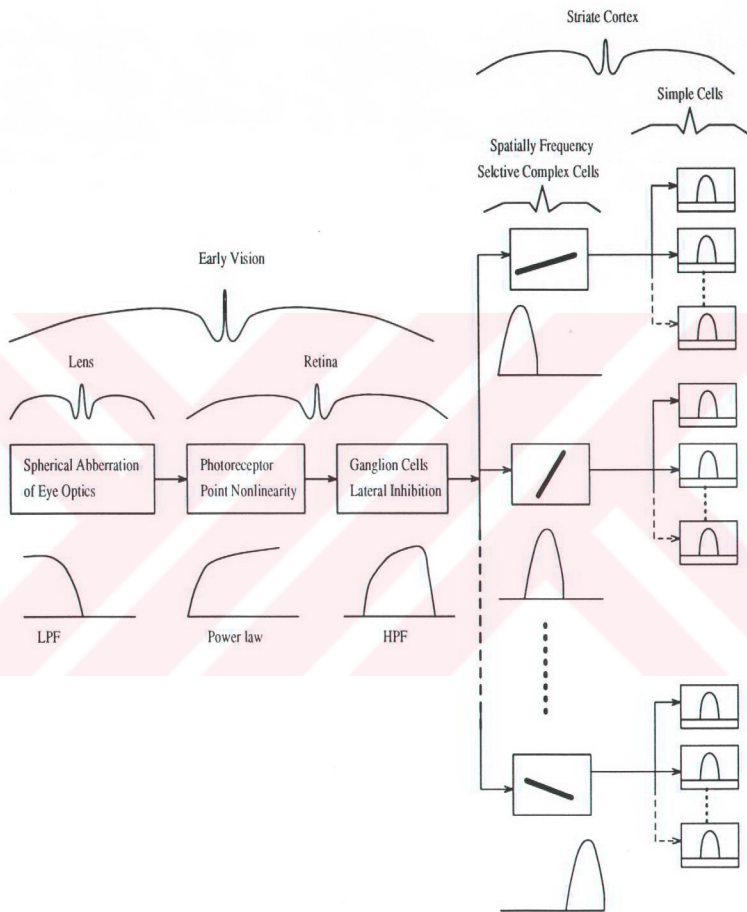 Striate Cortex
Simple Cells
Spatially Frequency
Selctive Complex Cells
Early Vision
Lens
Retina
Spherical Abberration
of Eye Optics
Photoreceptor
Point Nonlinearity
Ganglion Cells
Lateral Inhibition
LPF
Power law
HPF